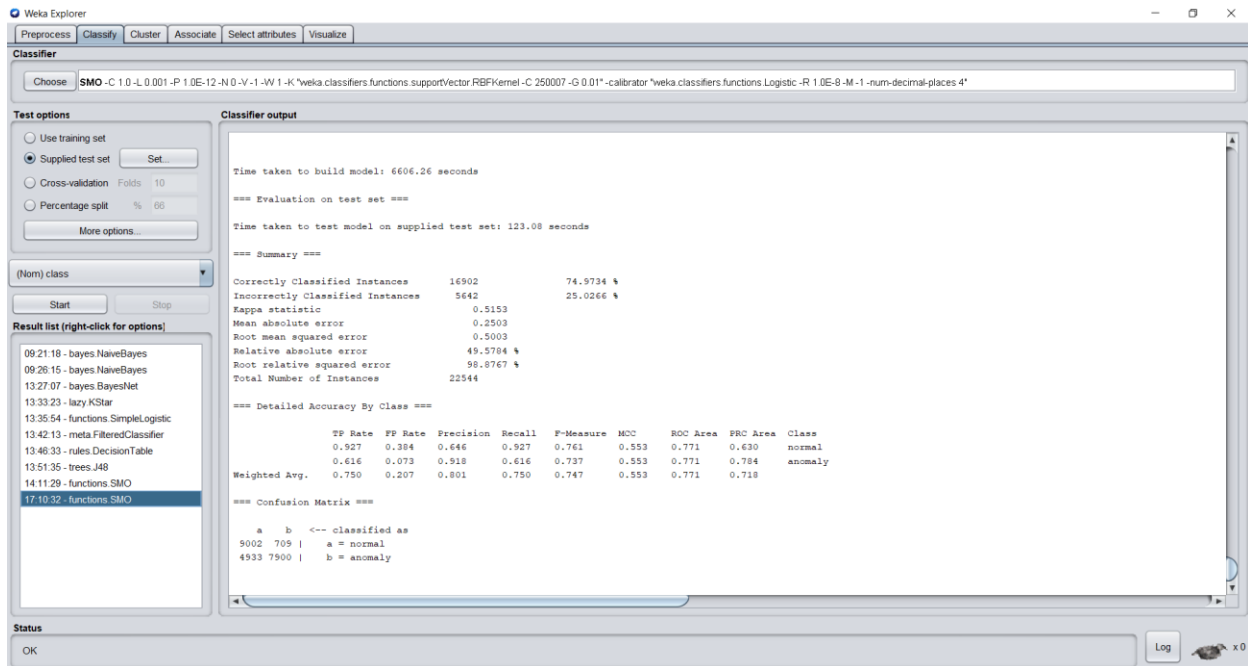 Weka Explorer
Preprocess Classify Cluster Associate Select attributes Visualize
Classifier
Choose SMO -C 1.0 -L 0.001 -P 1.0E-12 -N 0 -V -1 -W 1 -K "weka.classifiers.functions.supportVector.RBFKernel -C 250007 -G 0.01" -calibrator "weka.classifiers.functions.Logistic -R 1.0E-8 -M -1 -num-decimal-places 4"
Test options
Use training set
Supplied test set Set...
Cross-validation Folds 10
Percentage split % 66
More options...
(Nom) class
Start Stop
Result list (right-click for options)
09:21:18 - bayes.NaiveBayes
09:26:15 - bayes.NaiveBayes
13:27:07 - bayes.BayesNet
13:33:23 - lazy.KStar
13:35:54 - functions.SimpleLogistic
13:42:13 - meta.FilteredClassifier
13:46:33 - rules.DecisionTable
13:51:35 - trees.J48
14:11:29 - functions.SMO
17:10:32 - functions.SMO
Classifier output
Time taken to build model: 6606.26 seconds
=== Evaluation on test set ===
Time taken to test model on supplied test set: 123.08 seconds
=== Summary ===
Correctly Classified Instances 16902 74.9734 %
Incorrectly Classified Instances 5642 25.0266 %
Kappa statistic 0.5153
Mean absolute error 0.2503
Root mean squared error 0.5003
Relative absolute error 49.5784 %
Root relative squared error 98.8767 %
Total Number of Instances 22544
=== Detailed Accuracy By Class ===
TP Rate FP Rate Precision Recall F-Measure MCC ROC Area PRC Area Class
0.927 0.384 0.646 0.927 0.761 0.553 0.771 0.630 normal
0.616 0.073 0.918 0.616 0.737 0.553 0.771 0.784 anomaly
Weighted Avg. 0.750 0.207 0.801 0.750 0.747 0.553 0.771 0.718
=== Confusion Matrix ===
a b <-- classified as
9002 709 | a = normal
4933 7900 | b = anomaly
Status
OK
Log x 0